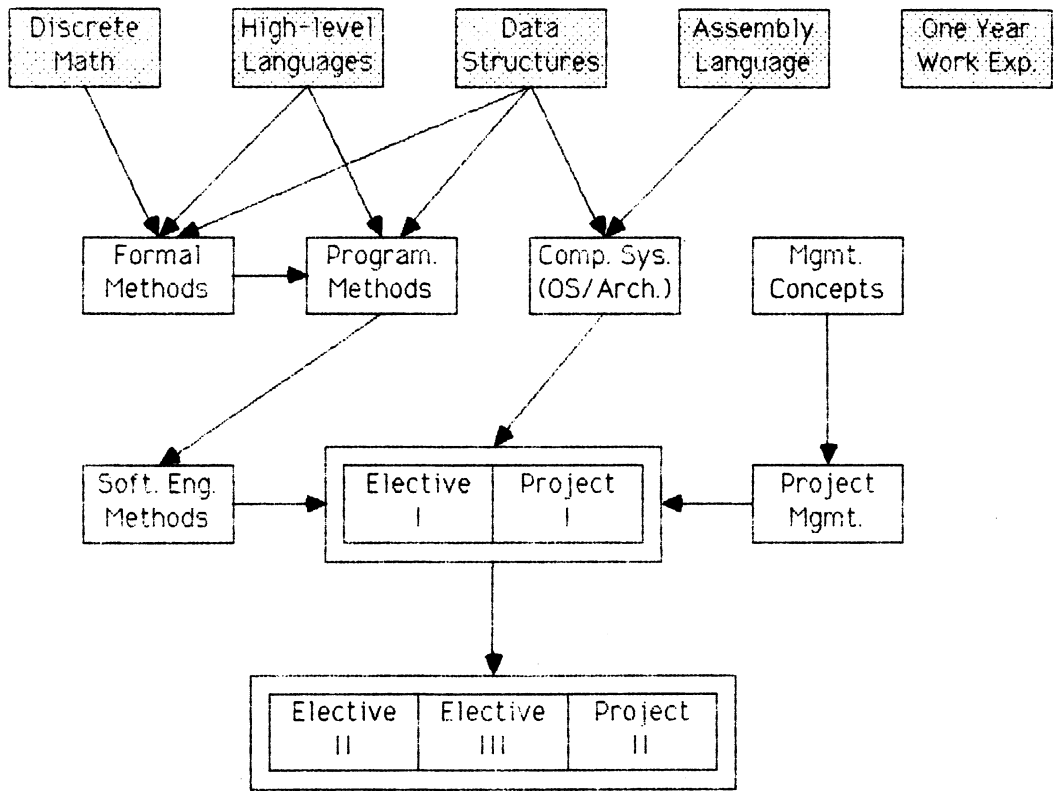 Discrete
Math
High-level
Languages
Data
Structures
Assembly
Language
One Year
Work Exp.
Formal
Methods
Program.
Methods
Comp. Sys.
(OS/Arch.)
Mgmt.
Concepts
Soft. Eng.
Methods
Elective
I
Project
I
Project
Mgmt.
Elective
II
Elective
III
Project
II